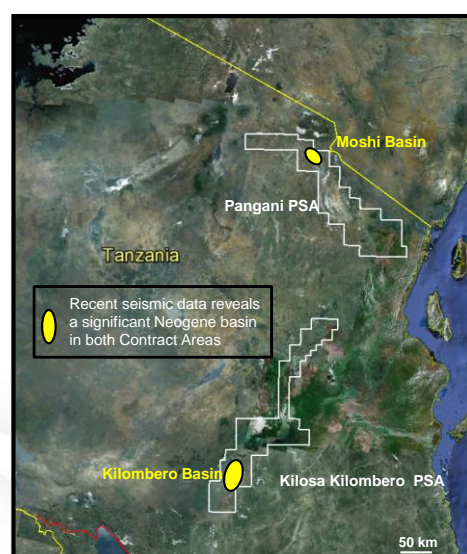 Moshi Basin
Pangani PSA
Tanzania
Recent seismic data reveals
a significant Neogene basin
in both Contract Areas
Kilombero Basin
Kilosa Kilombero PSA
50 km